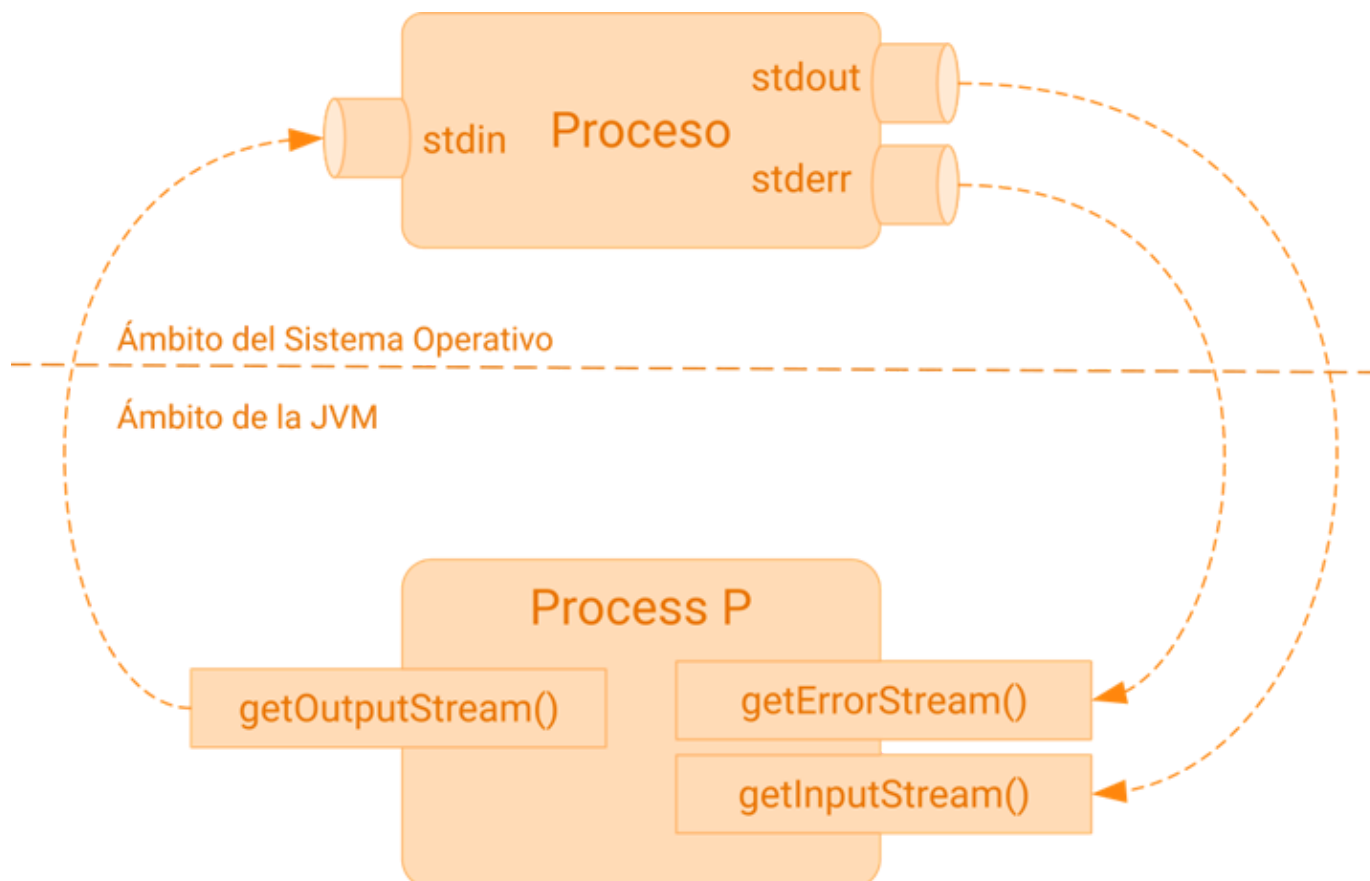 stdout
stdin
Proceso
stderr
Ámbito del Sistema Operativo
Ámbito de la JVM
Process P
getOutputStream()
getErrorStream()
getInputStream()